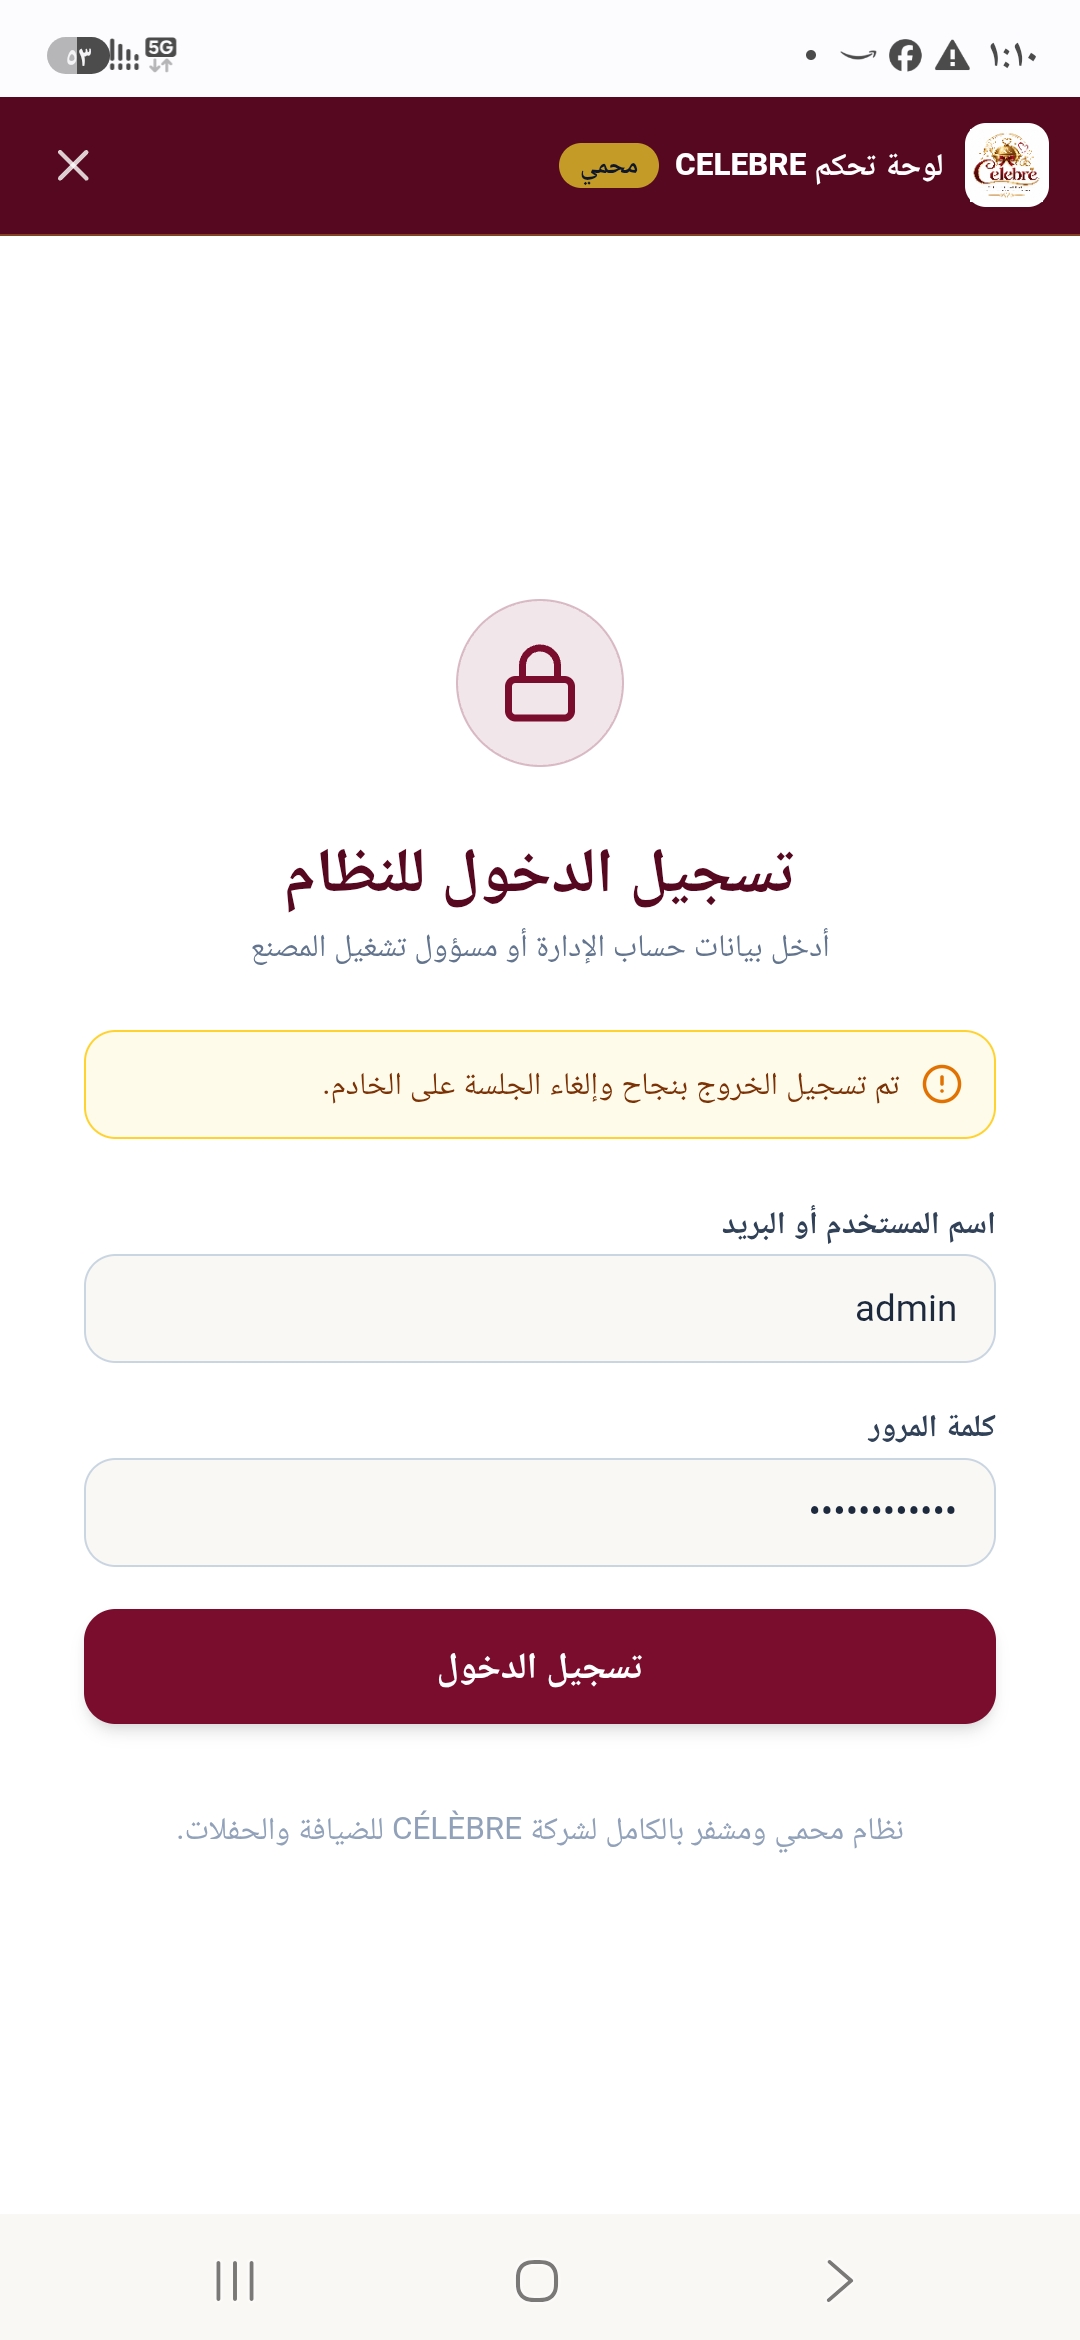 ١:١٠
5G
٥٣
Celebre
لوحة تحكم CELEBRE
محمي
تسجيل الدخول للنظام
أدخل بيانات حساب الإدارة أو مسؤول تشغيل المصنع
تم تسجيل الخروج بنجاح وإلغاء الجلسة على الخادم.
اسم المستخدم أو البريد
admin
كلمة المرور
••••••••••••
تسجيل الدخول
نظام محمي ومشفر بالكامل لشركة CÉLÈBRE للضيافة والحفلات.